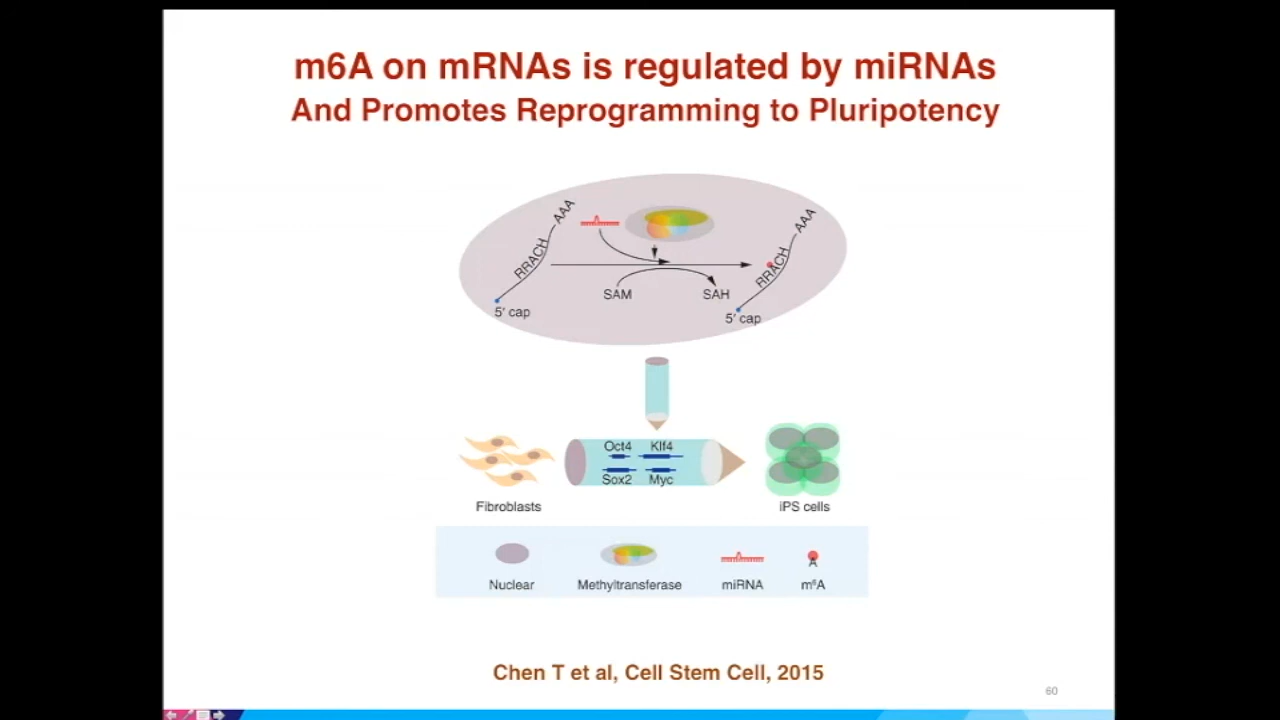 m6A on mRNAs is regulated by miRNAs
And Promotes Reprogramming to Pluripotency
AAA
RRACH
5′ cap
SAM
SAH
AAA
RRACH
5′ cap
Oct4
Klf4
Sox2
Myc
Fibroblasts
iPS cells
A
Nuclear
Methyltransferase
miRNA
m⁶A
Chen T et al, Cell Stem Cell, 2015
60